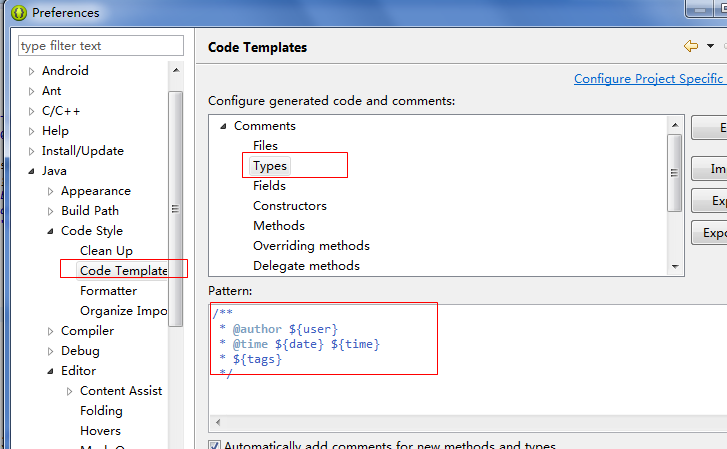 Preferences
type filter text
Android
Ant
C/C++
Help
Install/Update
Java
Appearance
Build Path
Code Style
Clean Up
Code Template
Formatter
Organize Impo
Compiler
Debug
Editor
Content Assist
Folding
Hovers
Code Templates
Configure Project Specific
Configure generated code and comments:
Comments
Files
Types
Fields
Constructors
Methods
Overriding methods
Delegate methods
E
Im
Exp
Expo
Pattern:
/**
* @author ${user}
* @time ${date} ${time}
* ${tags}
*/
Automatically add comments for new methods and types